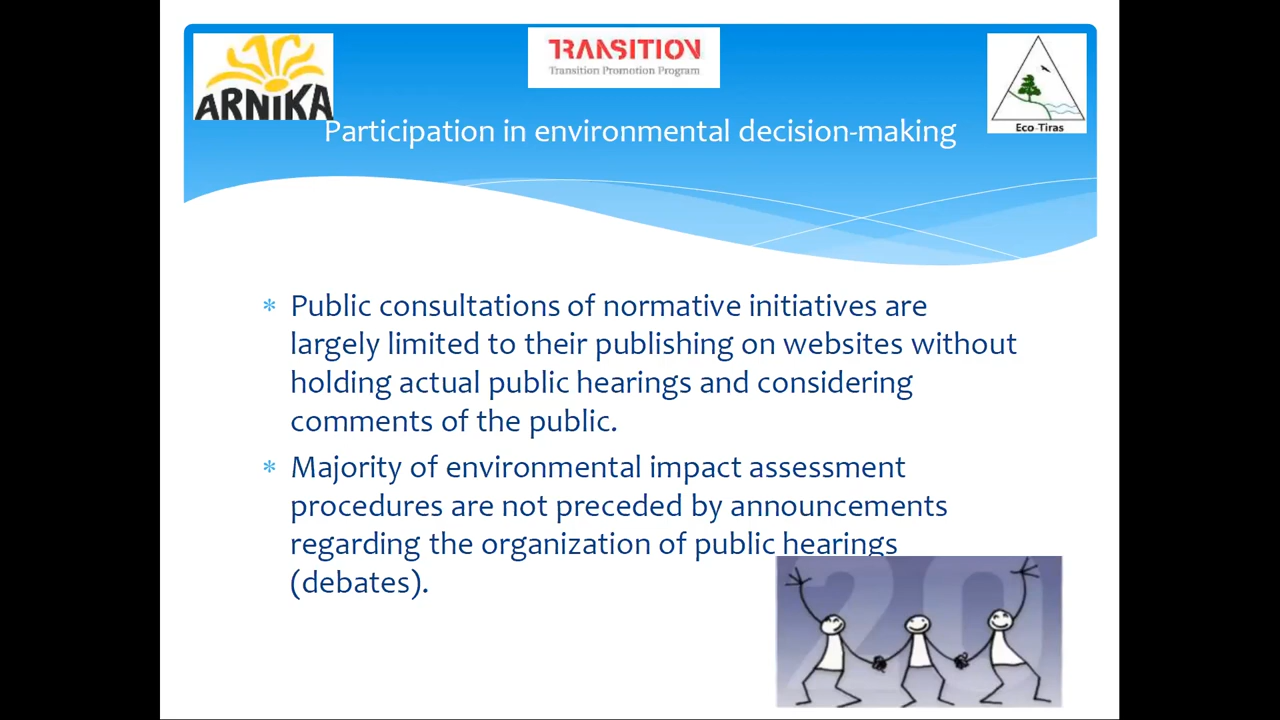 ARNIKA
TRANSITION
Transition Promotion Program
Eco-Tiras
Participation in environmental decision-making
* Public consultations of normative initiatives are
largely limited to their publishing on websites without
holding actual public hearings and considering
comments of the public.
* Majority of environmental impact assessment
procedures are not preceded by announcements
regarding the organization of public hearings
(debates).
20